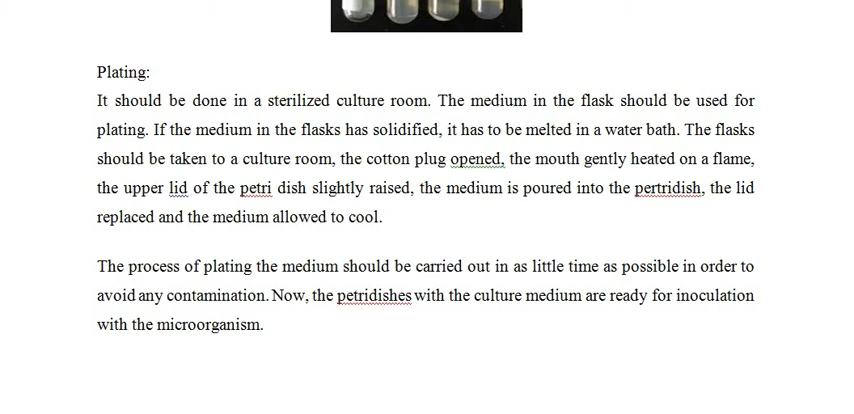 Plating:
It should be done in a sterilized culture room. The medium in the flask should be used for
plating. If the medium in the flasks has solidified, it has to be melted in a water bath. The flasks
should be taken to a culture room, the cotton plug opened, the mouth gently heated on a flame,
the upper lid of the petri dish slightly raised, the medium is poured into the pertridish, the lid
replaced and the medium allowed to cool.
The process of plating the medium should be carried out in as little time as possible in order to
avoid any contamination. Now, the petridishes with the culture medium are ready for inoculation
with the microorganism.